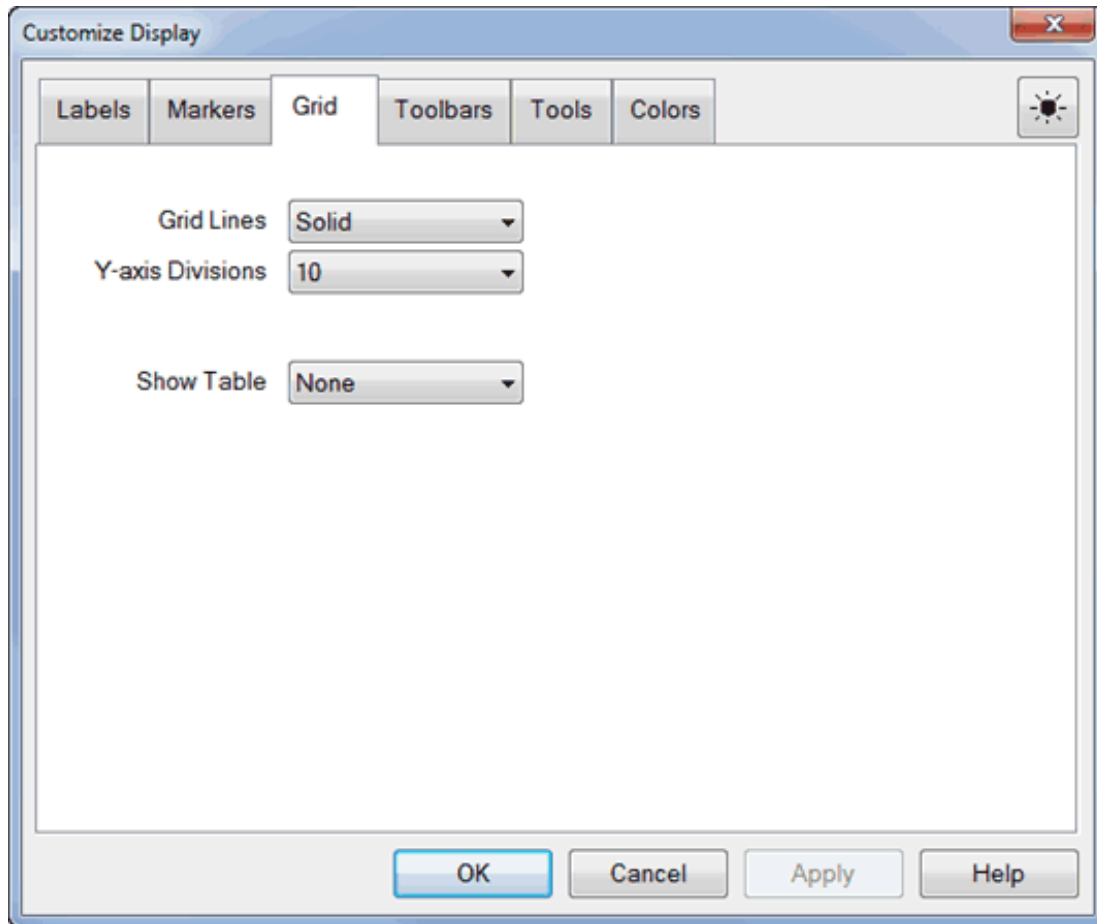 Customize Display
Labels Markers Grid Toolbars Tools Colors
Grid Lines Solid
Y-axis Divisions 10
Show Table None
OK Cancel Apply Help